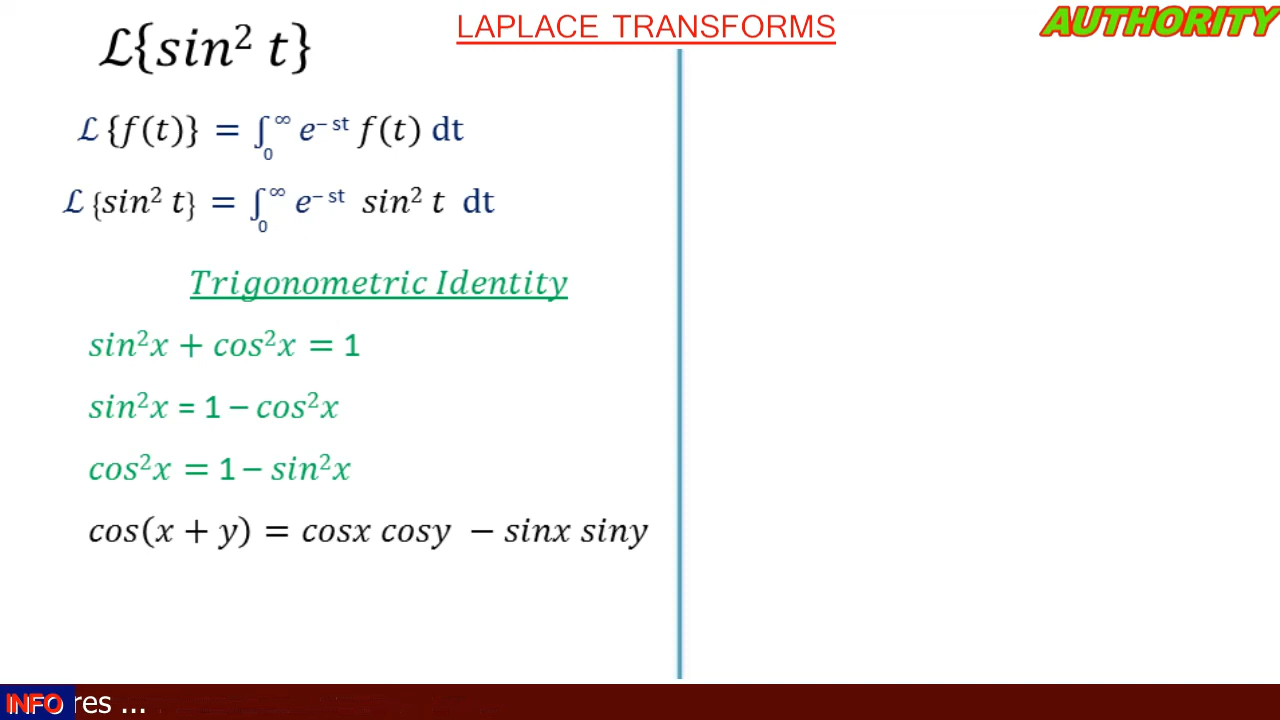 LAPLACE TRANSFORMS
AUTHORITY
ℒ{sin² t}
ℒ {f(t)} = ∫₀^∞ e^(– st) f(t) dt
ℒ {sin² t} = ∫₀^∞ e^(– st) sin² t dt
Trigonometric Identity
sin²x + cos²x = 1
sin²x = 1 – cos²x
cos²x = 1 – sin²x
cos(x + y) = cosx cosy – sinx siny
INFO res ...